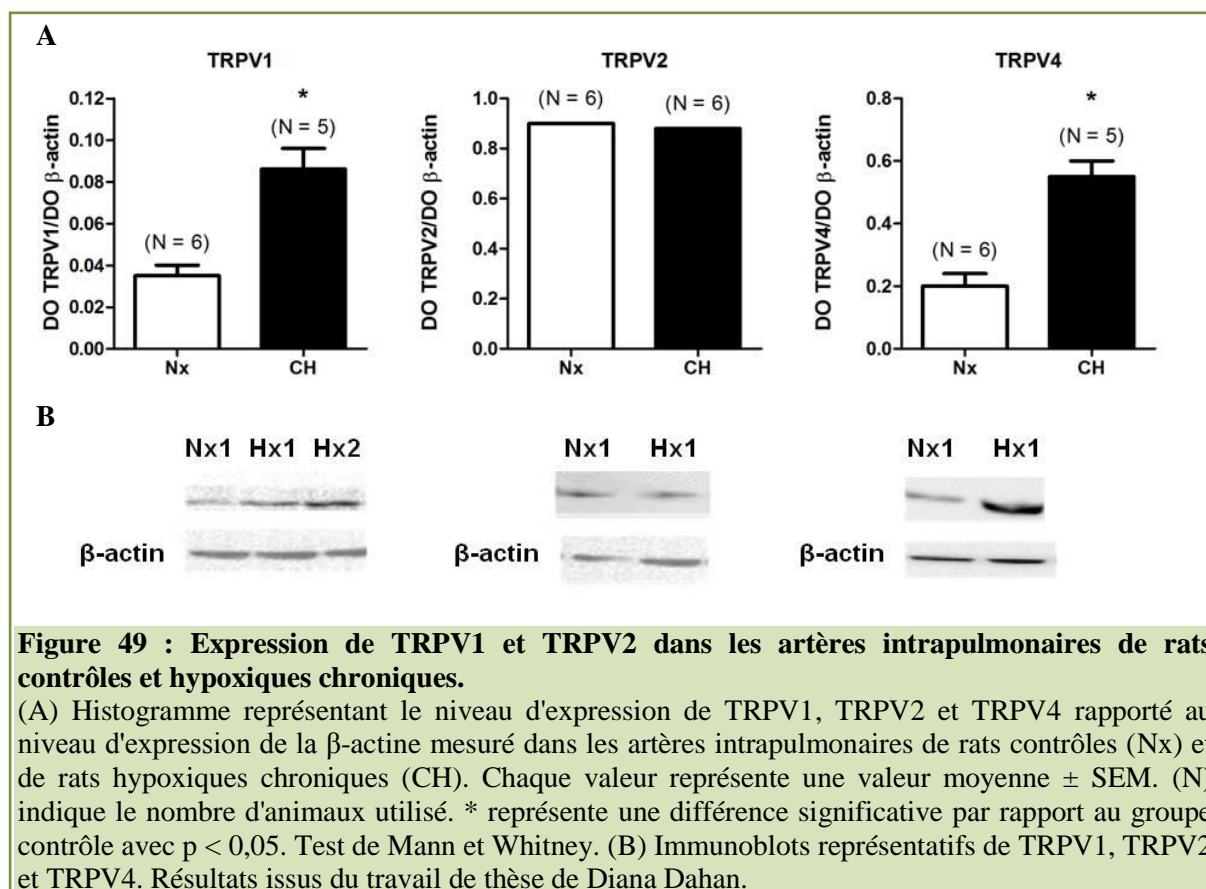 A
TRPV1
TRPV2
TRPV4
DO TRPV1/DO β-actin
0.12
0.10
0.08
0.06
0.04
0.02
0.00
(N = 6)
*
(N = 5)
Nx
CH
DO TRPV2/DO β-actin
1.0
0.8
0.6
0.4
0.2
0.0
(N = 6)
(N = 6)
Nx
CH
DO TRPV4/DO β-actin
0.8
0.6
0.4
0.2
0.0
(N = 6)
*
(N = 5)
Nx
CH
B
Nx1 Hx1 Hx2
β-actin
Nx1 Hx1
β-actin
Nx1 Hx1
β-actin
Figure 49 : Expression de TRPV1 et TRPV2 dans les artères intrapulmonaires de rats
contrôles et hypoxiques chroniques.
(A) Histogramme représentant le niveau d'expression de TRPV1, TRPV2 et TRPV4 rapporté au
niveau d'expression de la β-actine mesuré dans les artères intrapulmonaires de rats contrôles (Nx) et
de rats hypoxiques chroniques (CH). Chaque valeur représente une valeur moyenne ± SEM. (N)
indique le nombre d'animaux utilisé. * représente une différence significative par rapport au groupe
contrôle avec p < 0,05. Test de Mann et Whitney. (B) Immunoblots représentatifs de TRPV1, TRPV2
et TRPV4. Résultats issus du travail de thèse de Diana Dahan.